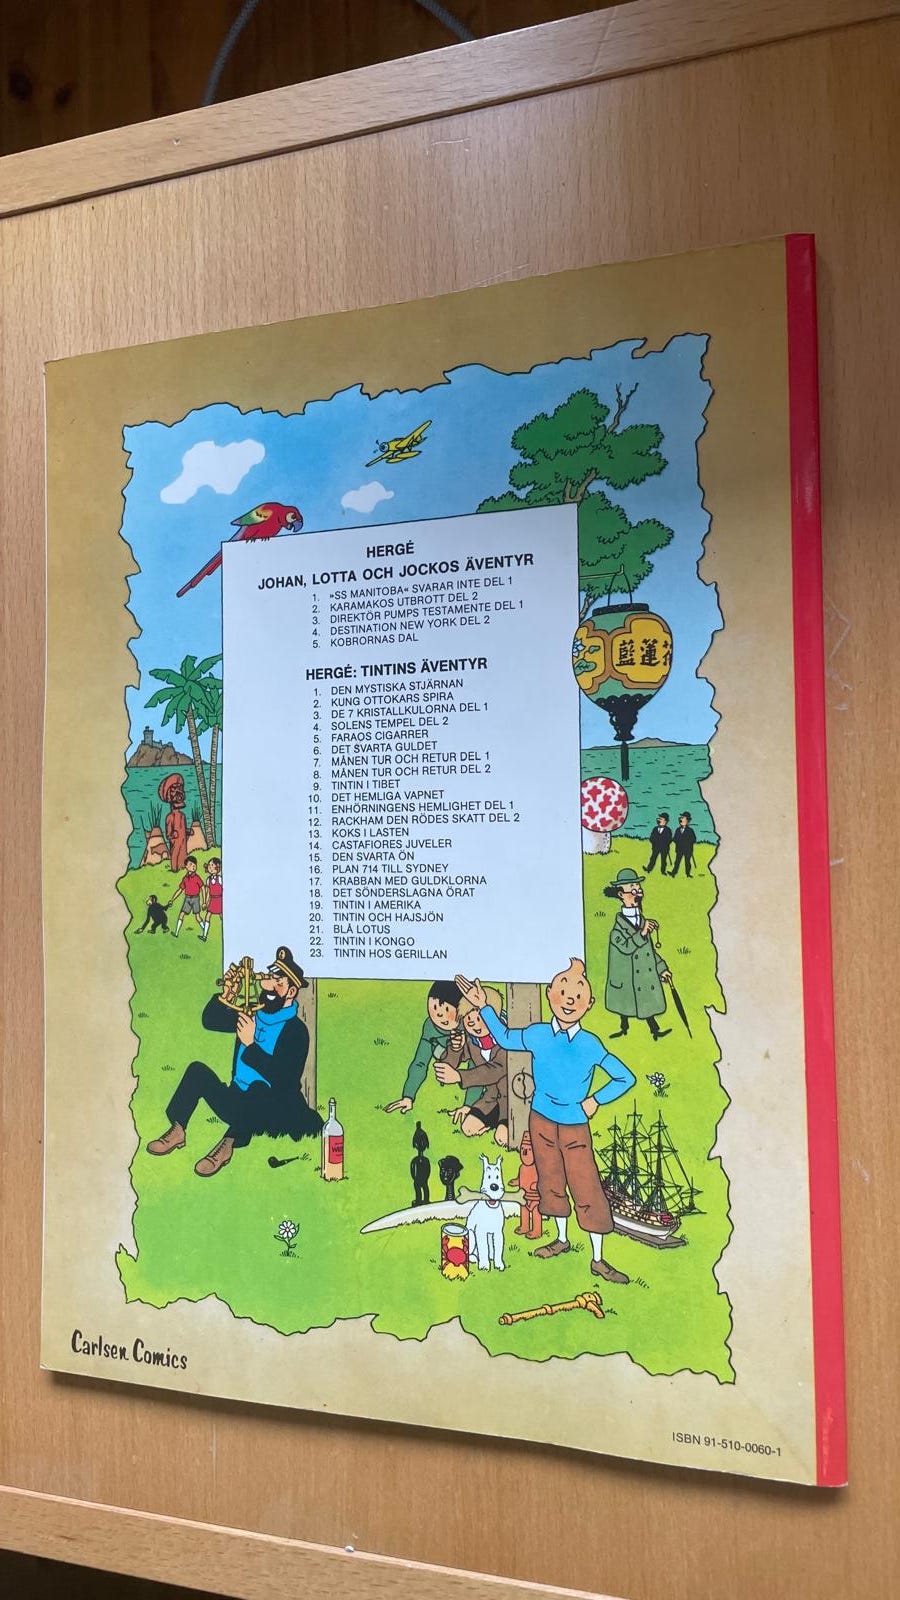 HERGÉ
JOHAN, LOTTA OCH JOCKOS ÄVENTYR
1. »SS MANITOBA« SVARAR INTE DEL 1
2. KARAMAKOS UTBROTT DEL 2
3. DIREKTÖR PUMPS TESTAMENTE DEL 1
4. DESTINATION NEW YORK DEL 2
5. KOBRORNAS DAL
HERGÉ: TINTINS ÄVENTYR
1. DEN MYSTISKA STJÄRNAN
2. KUNG OTTOKARS SPIRA
3. DE 7 KRISTALLKULORNA DEL 1
4. SOLENS TEMPEL DEL 2
5. FARAOS CIGARRER
6. DET SVARTA GULDET
7. MÅNEN TUR OCH RETUR DEL 1
8. MÅNEN TUR OCH RETUR DEL 2
9. TINTIN I TIBET
10. DET HEMLIGA VAPNET
11. ENHÖRNINGENS HEMLIGHET DEL 1
12. RACKHAM DEN RÖDES SKATT DEL 2
13. KOKS I LASTEN
14. CASTAFIORES JUVELER
15. DEN SVARTA ÖN
16. PLAN 714 TILL SYDNEY
17. KRABBAN MED GULDKLORNA
18. DET SÖNDERSLAGNA ÖRAT
19. TINTIN I AMERIKA
20. TINTIN OCH HAJSJÖN
21. BLÅ LOTUS
22. TINTIN I KONGO
23. TINTIN HOS GERILLAN
藍蓮花
Carlsen Comics
ISBN 91-510-0060-1